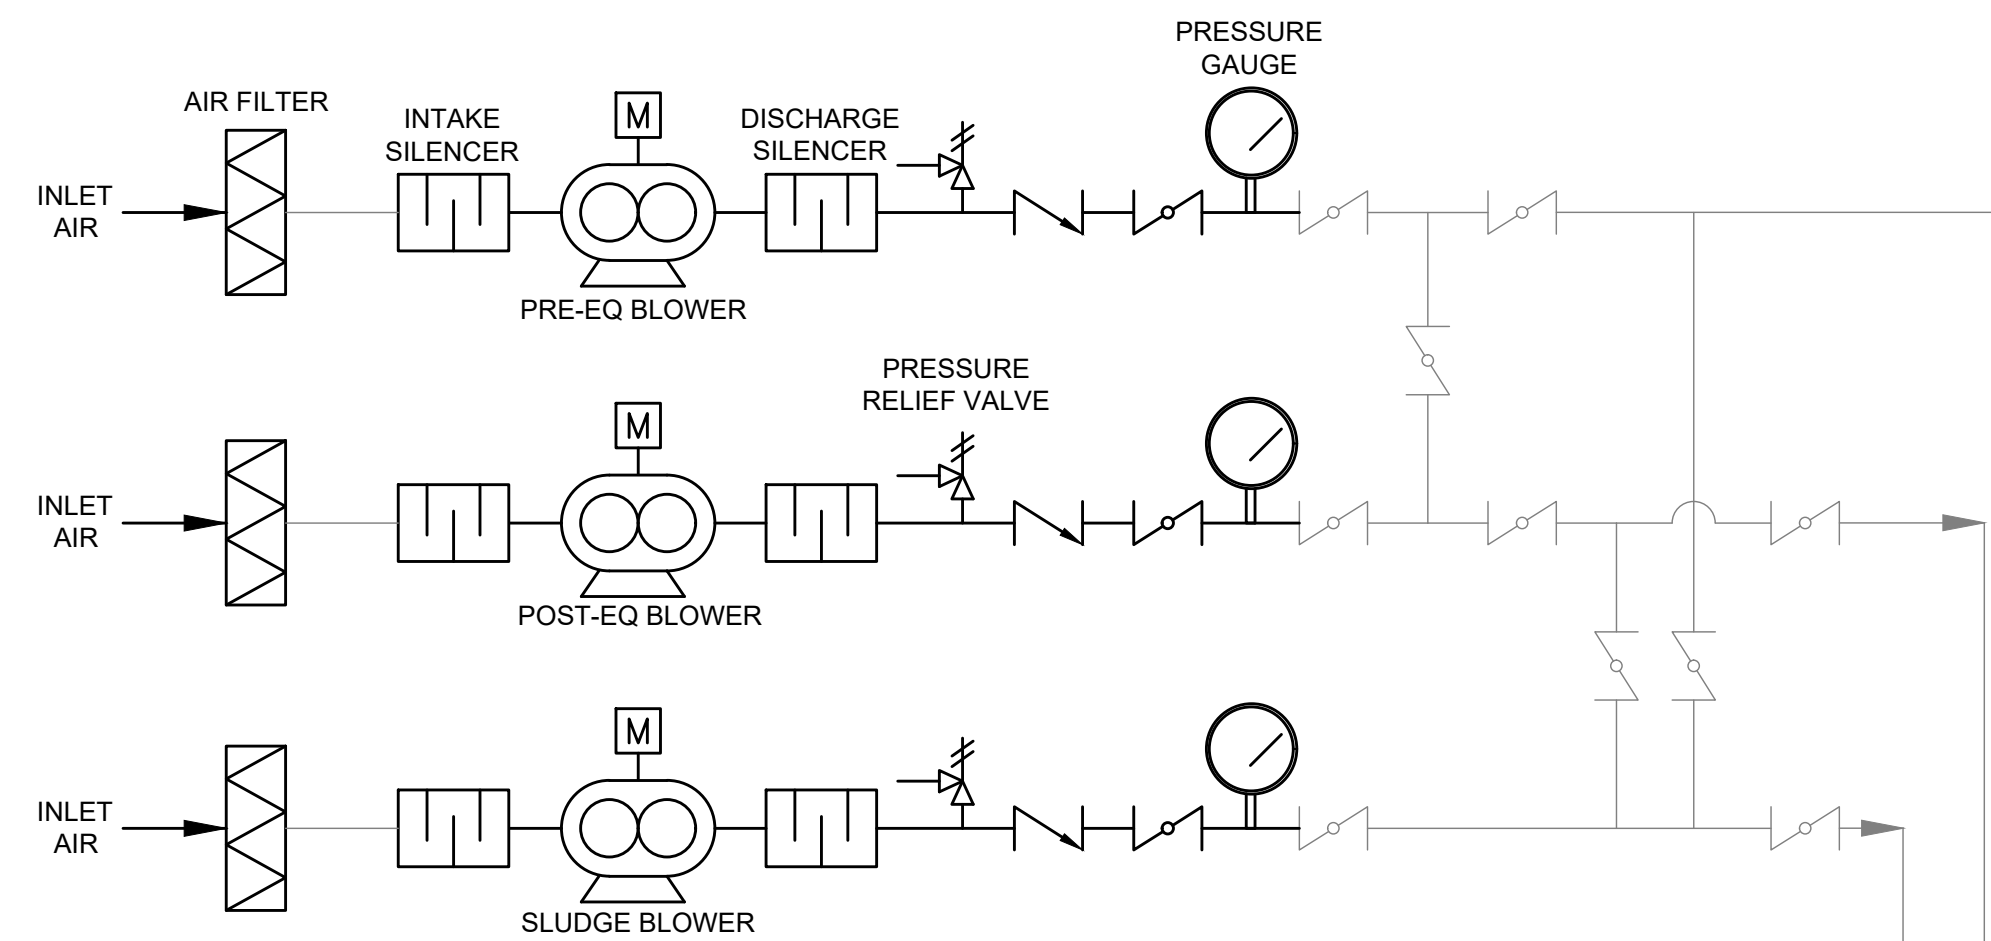 PRESSURE
GAUGE
AIR FILTER
INTAKE
SILENCER
M
DISCHARGE
SILENCER
INLET
AIR
PRE-EQ BLOWER
PRESSURE
RELIEF VALVE
M
INLET
AIR
POST-EQ BLOWER
M
INLET
AIR
SLUDGE BLOWER